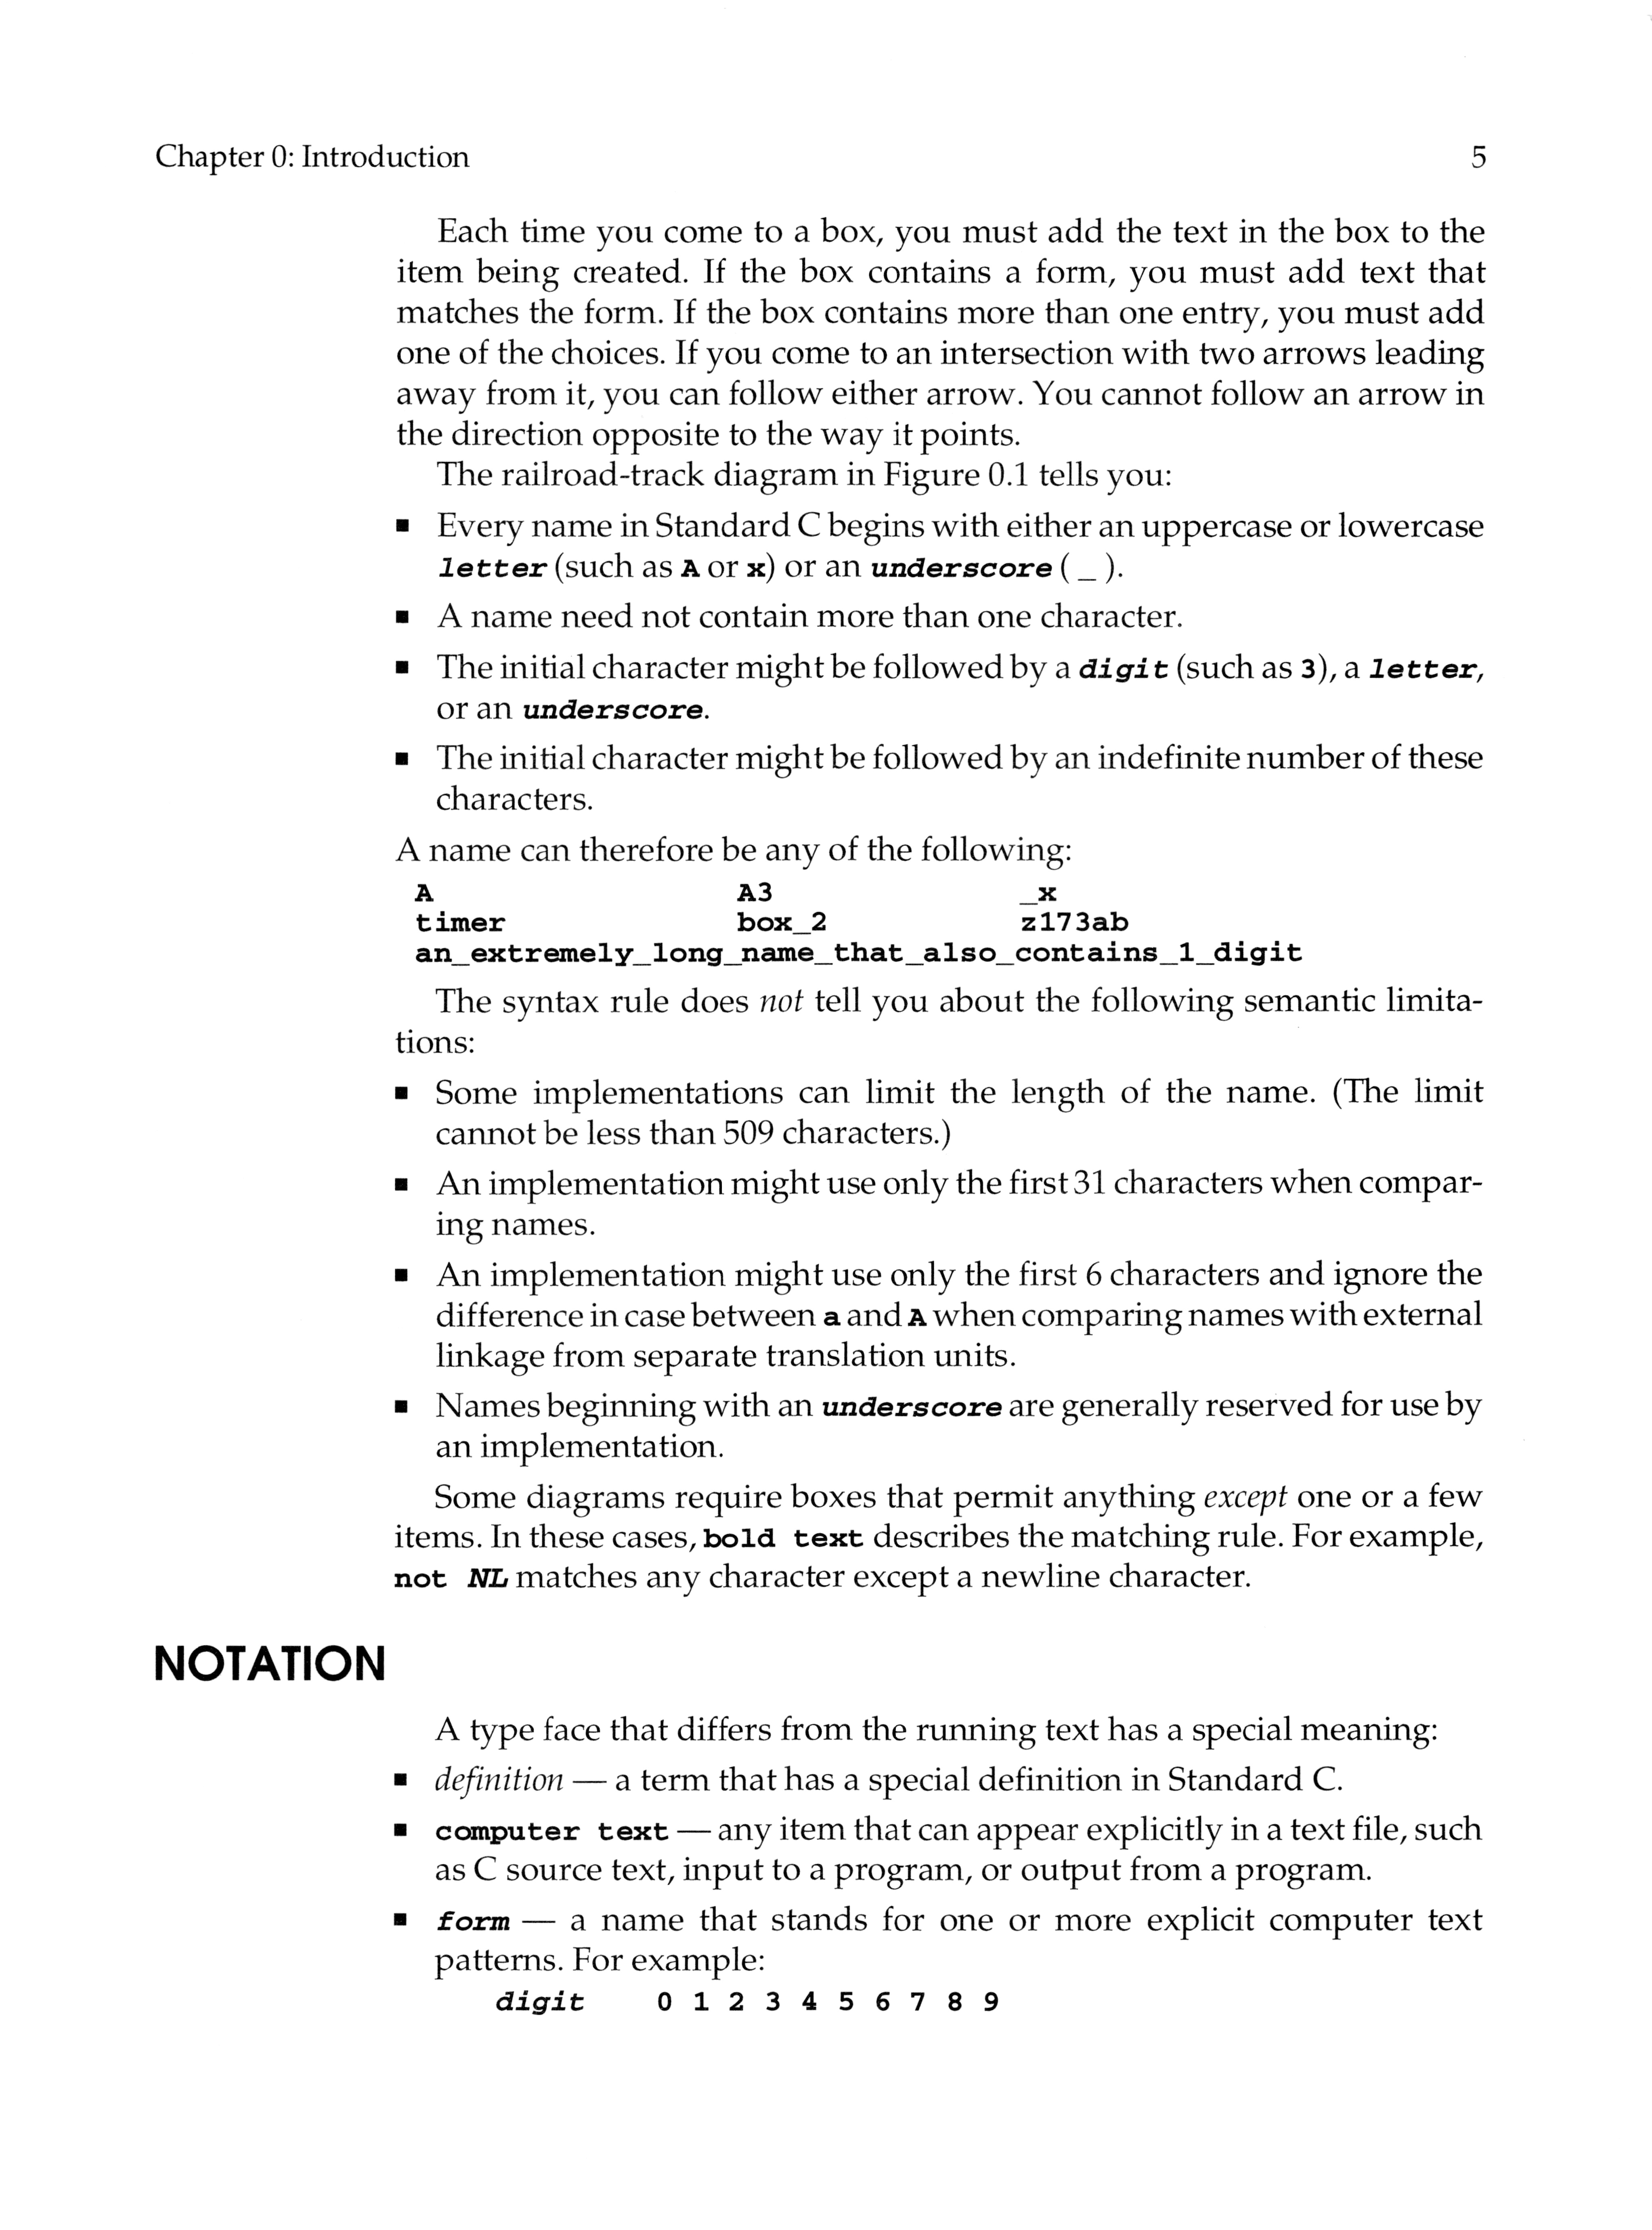 Chapter 0: Introduction 5
Each time you come to a box, you must add the text in the box to the
item being created. If the box contains a form, you must add text that
matches the form. If the box contains more than one entry, you must add
one of the choices. If you come to an intersection with two arrows leading
away from it, you can follow either arrow. You cannot follow an arrow in
the direction opposite to the way it points.
The railroad-track diagram in Figure 0.1 tells you:
■ Every name in Standard C begins with either an uppercase or lowercase
letter (such as A or x) or an underscore ( _ ).
■ A name need not contain more than one character.
■ The initial character might be followed by a digit (such as 3), a letter,
or an underscore.
■ The initial character might be followed by an indefinite number of these
characters.
A name can therefore be any of the following:
A A3 _x
timer box_2 z173ab
an_extremely_long_name_that_also_contains_1_digit
The syntax rule does not tell you about the following semantic limita-
tions:
■ Some implementations can limit the length of the name. (The limit
cannot be less than 509 characters.)
■ An implementation might use only the first 31 characters when compar-
ing names.
■ An implementation might use only the first 6 characters and ignore the
difference in case between a and A when comparing names with external
linkage from separate translation units.
■ Names beginning with an underscore are generally reserved for use by
an implementation.
Some diagrams require boxes that permit anything except one or a few
items. In these cases, bold text describes the matching rule. For example,
not NL matches any character except a newline character.
NOTATION
A type face that differs from the running text has a special meaning:
■ definition — a term that has a special definition in Standard C.
■ computer text — any item that can appear explicitly in a text file, such
as C source text, input to a program, or output from a program.
■ form — a name that stands for one or more explicit computer text
patterns. For example:
digit 0 1 2 3 4 5 6 7 8 9